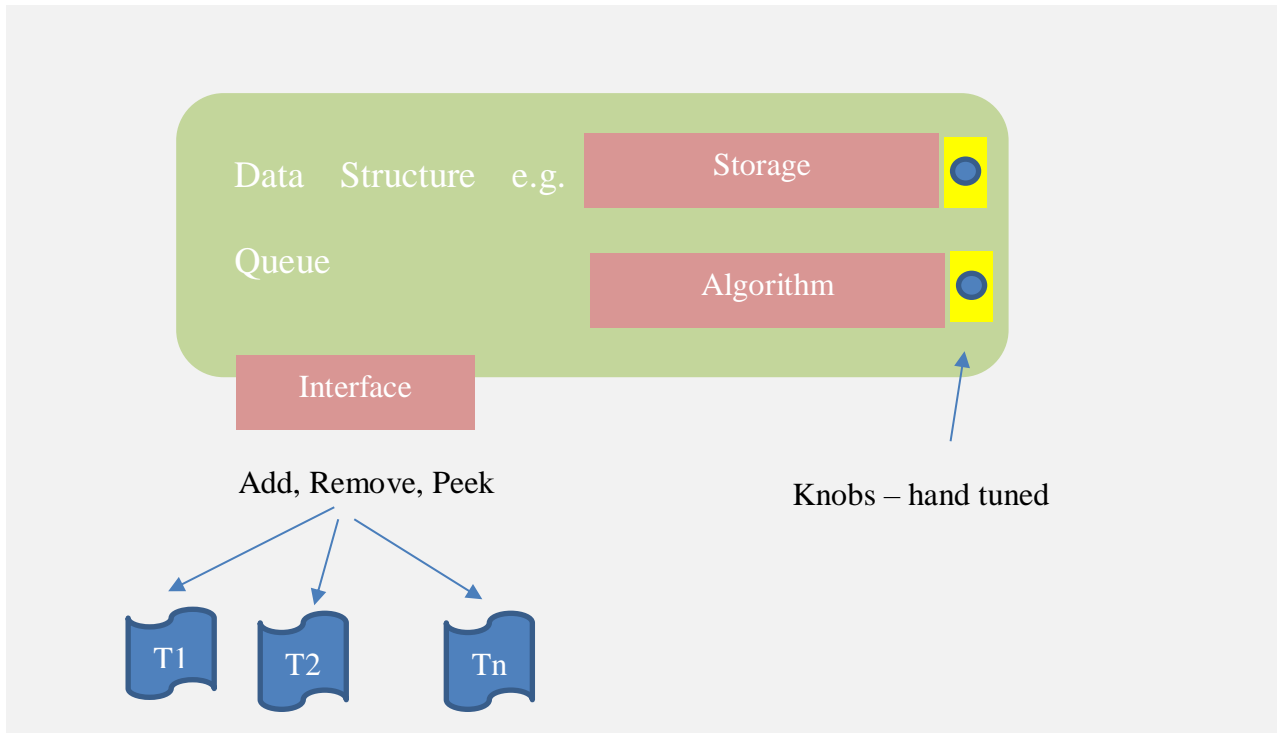 Data Structure e.g.
Queue
Storage
Algorithm
Interface
Add, Remove, Peek
Knobs – hand tuned
T1
T2
Tn